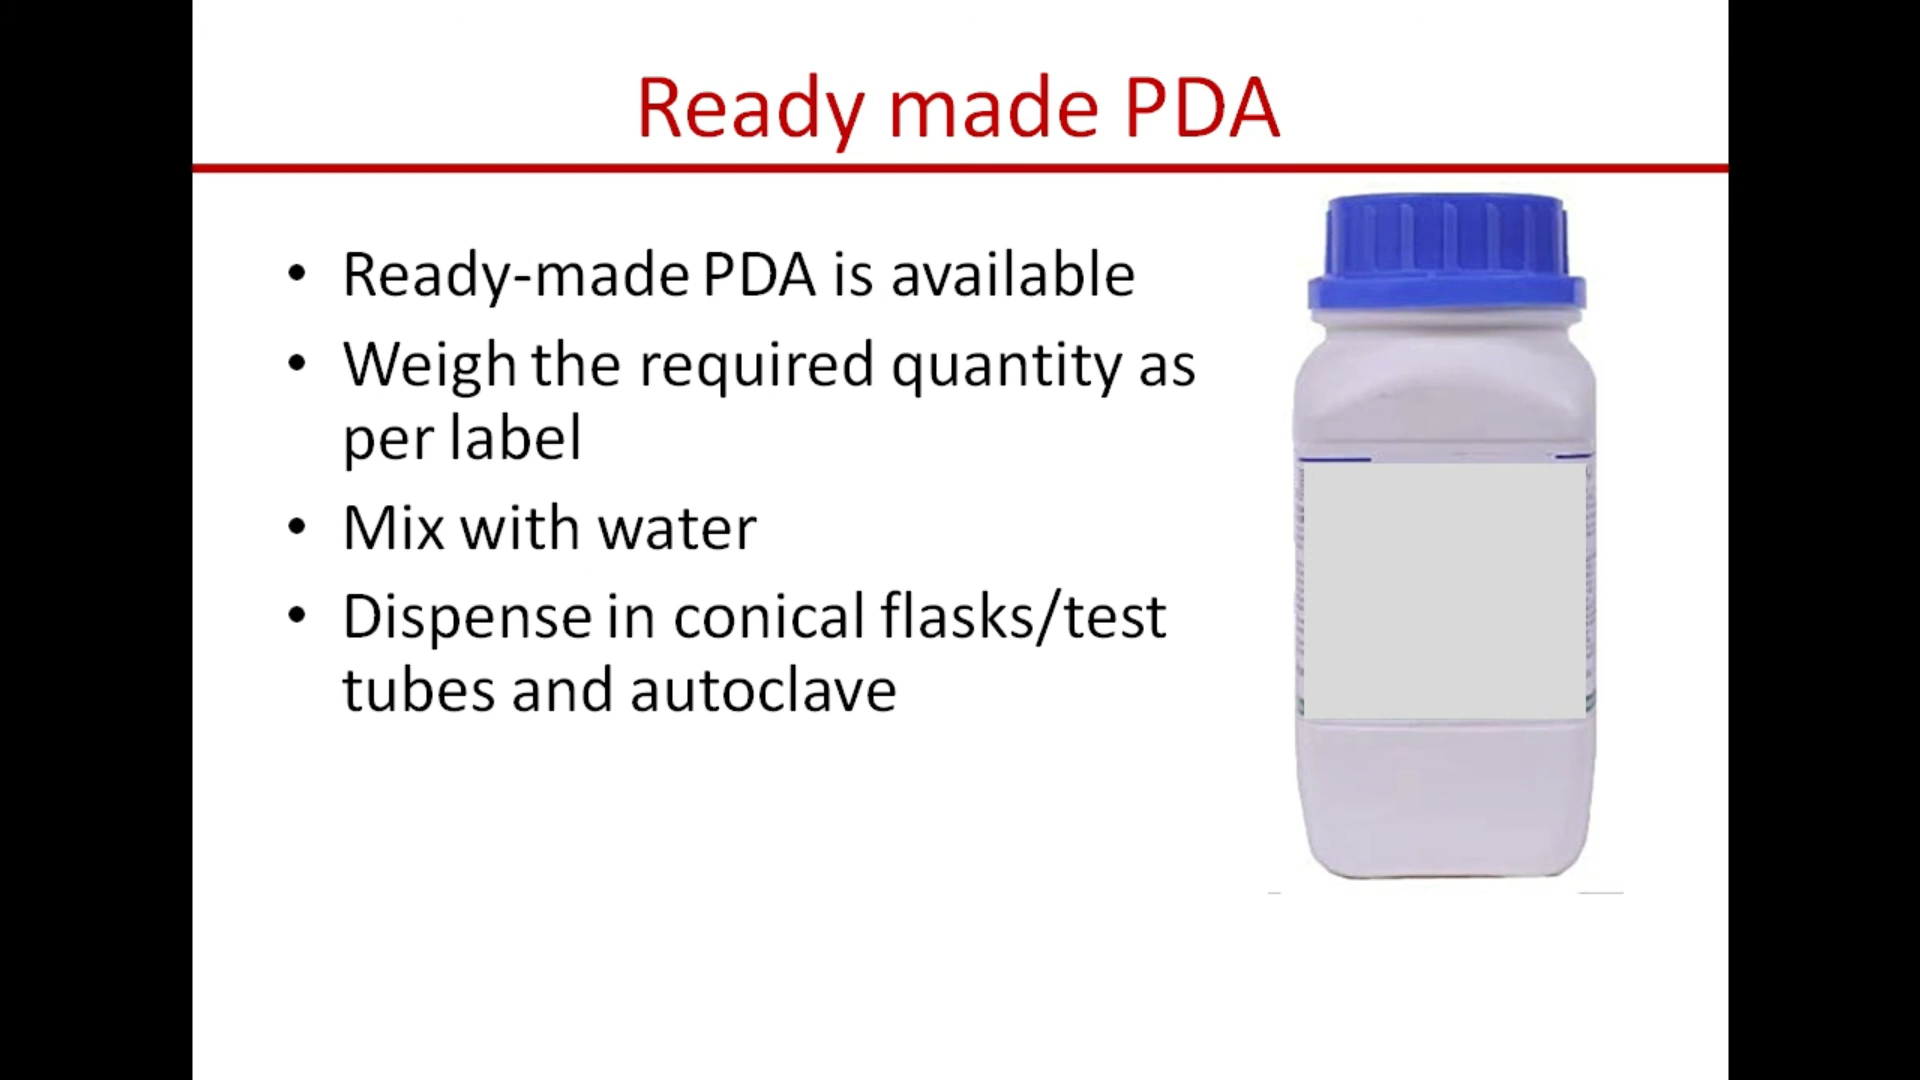 Ready made PDA
• Ready-made PDA is available
• Weigh the required quantity as
per label
• Mix with water
• Dispense in conical flasks/test
tubes and autoclave